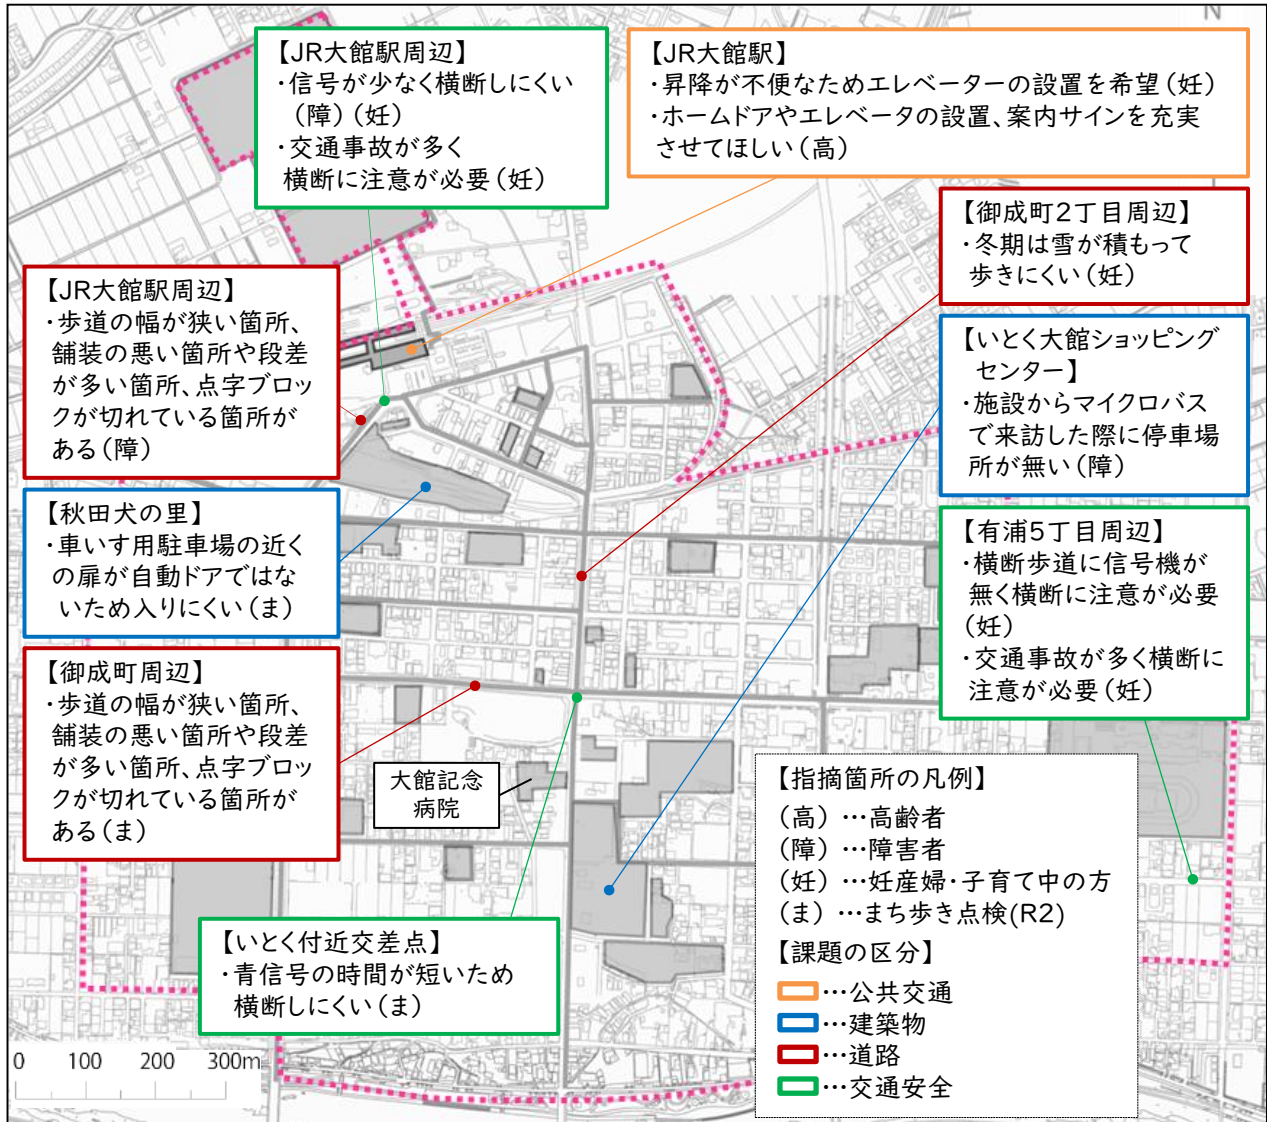 N
【JR大館駅周辺】
・信号が少なく横断しにくい
(障)(妊)
・交通事故が多く
横断に注意が必要(妊)
【JR大館駅】
・昇降が不便なためエレベーターの設置を希望(妊)
・ホームドアやエレベータの設置、案内サインを充実
させてほしい(高)
【御成町2丁目周辺】
・冬期は雪が積もって
歩きにくい(妊)
【JR大館駅周辺】
・歩道の幅が狭い箇所、
舗装の悪い箇所や段差
が多い箇所、点字ブロッ
クが切れている箇所が
ある(障)
【いとく大館ショッピング
センター】
・施設からマイクロバス
で来訪した際に停車場
所が無い(障)
【秋田犬の里】
・車いす用駐車場の近く
の扉が自動ドアではな
いため入りにくい(ま)
【有浦5丁目周辺】
・横断歩道に信号機が
無く横断に注意が必要
(妊)
・交通事故が多く横断に
注意が必要(妊)
【御成町周辺】
・歩道の幅が狭い箇所、
舗装の悪い箇所や段差
が多い箇所、点字ブロッ
クが切れている箇所が
ある(ま)
大館記念
病院
【いとく付近交差点】
・青信号の時間が短いため
横断しにくい(ま)
【指摘箇所の凡例】
(高)…高齢者
(障)…障害者
(妊)…妊産婦・子育て中の方
(ま)…まち歩き点検(R2)
【課題の区分】
…公共交通
…建築物
…道路
…交通安全
0 100 200 300m